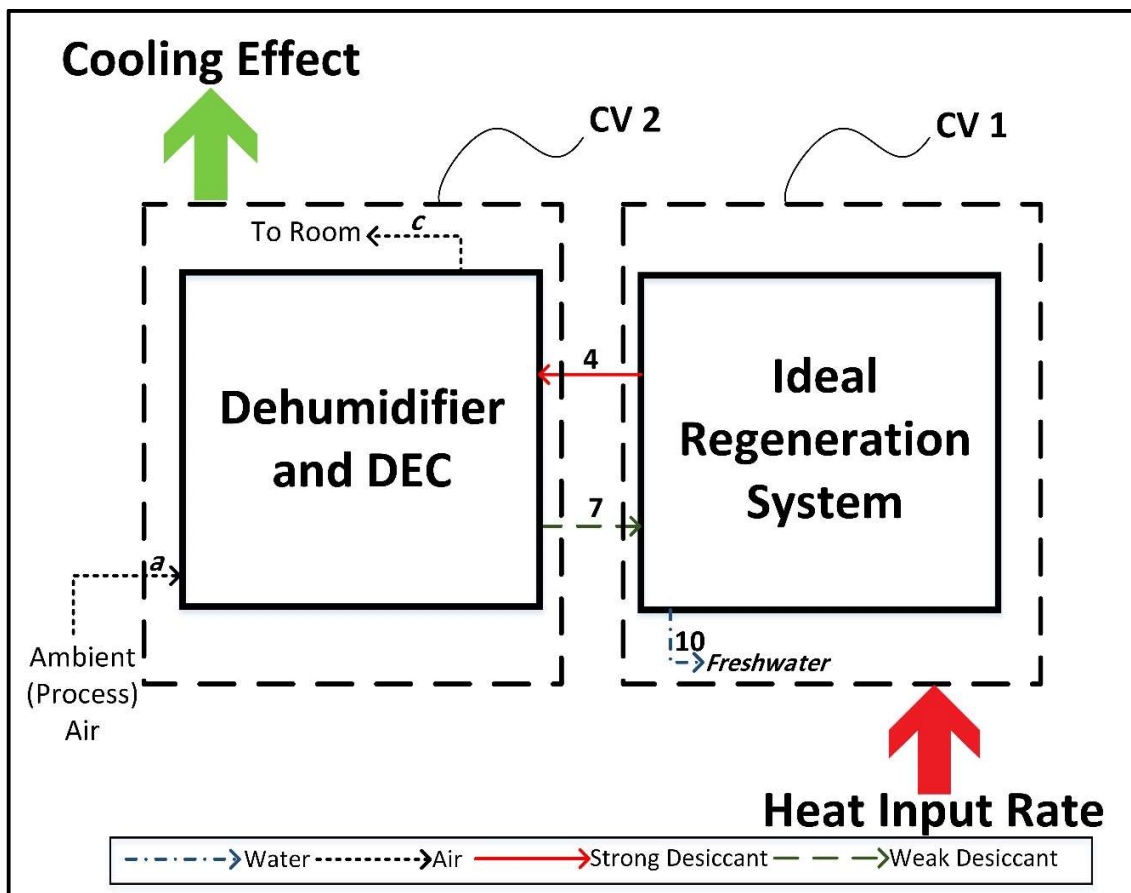 Cooling Effect
CV 2
CV 1
To Room
c
Dehumidifier
and DEC
4
7
Ideal
Regeneration
System
a
Ambient
(Process)
Air
10
Freshwater
Heat Input Rate
Water Air Strong Desiccant Weak Desiccant